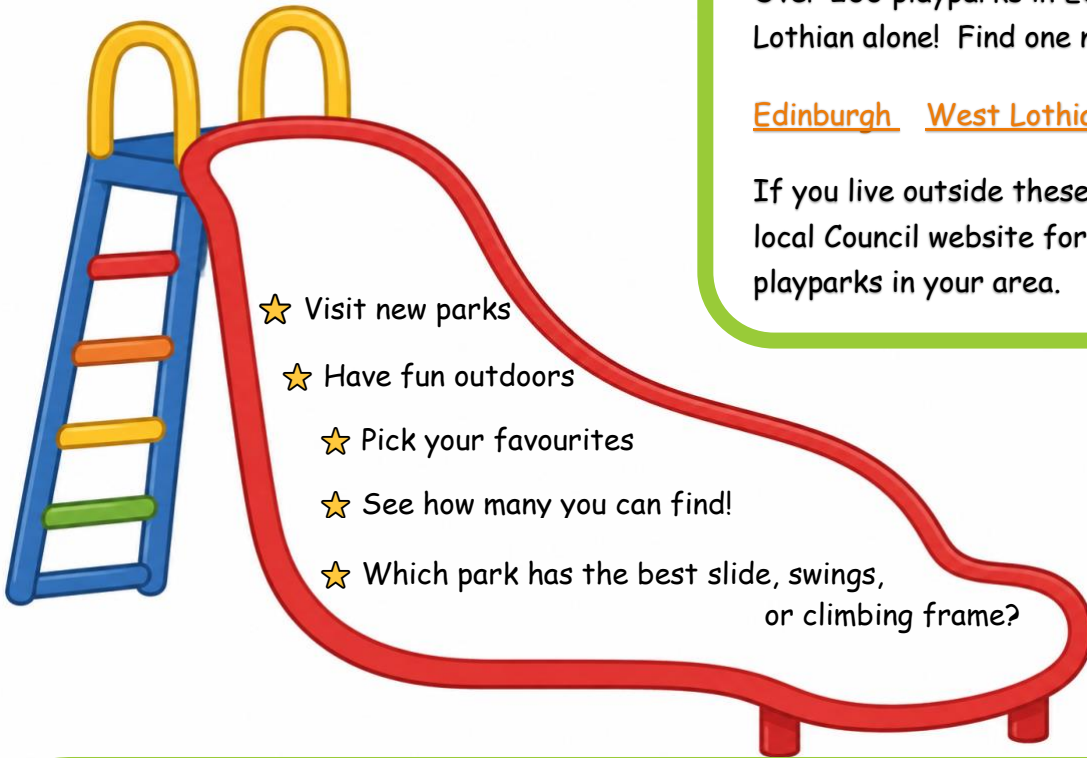 playparks in
Lothian alone! Find one
Edinburgh West
If you live outside these
local Council website for
playparks in your area.
Visit new parks
Have fun outdoors
Pick your favourites
See how many you can find!
Which park has the best slide, swings,
or climbing frame?